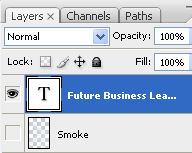 Layers × Channels Paths
Normal Opacity: 100%
Lock: Fill: 100%
T Future Business Lea...
Smoke